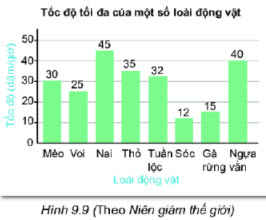 Tốc độ tối đa của một số loài động vật
Tốc độ (dặm/giờ)
50
40
30
20
10
0
30
25
45
35
32
12
15
40
Mèo Voi Nai Thỏ Tuần lộc Sóc Gà rừng Ngựa vằn
Loài động vật
Hình 9.9 (Theo Niên giám thế giới)